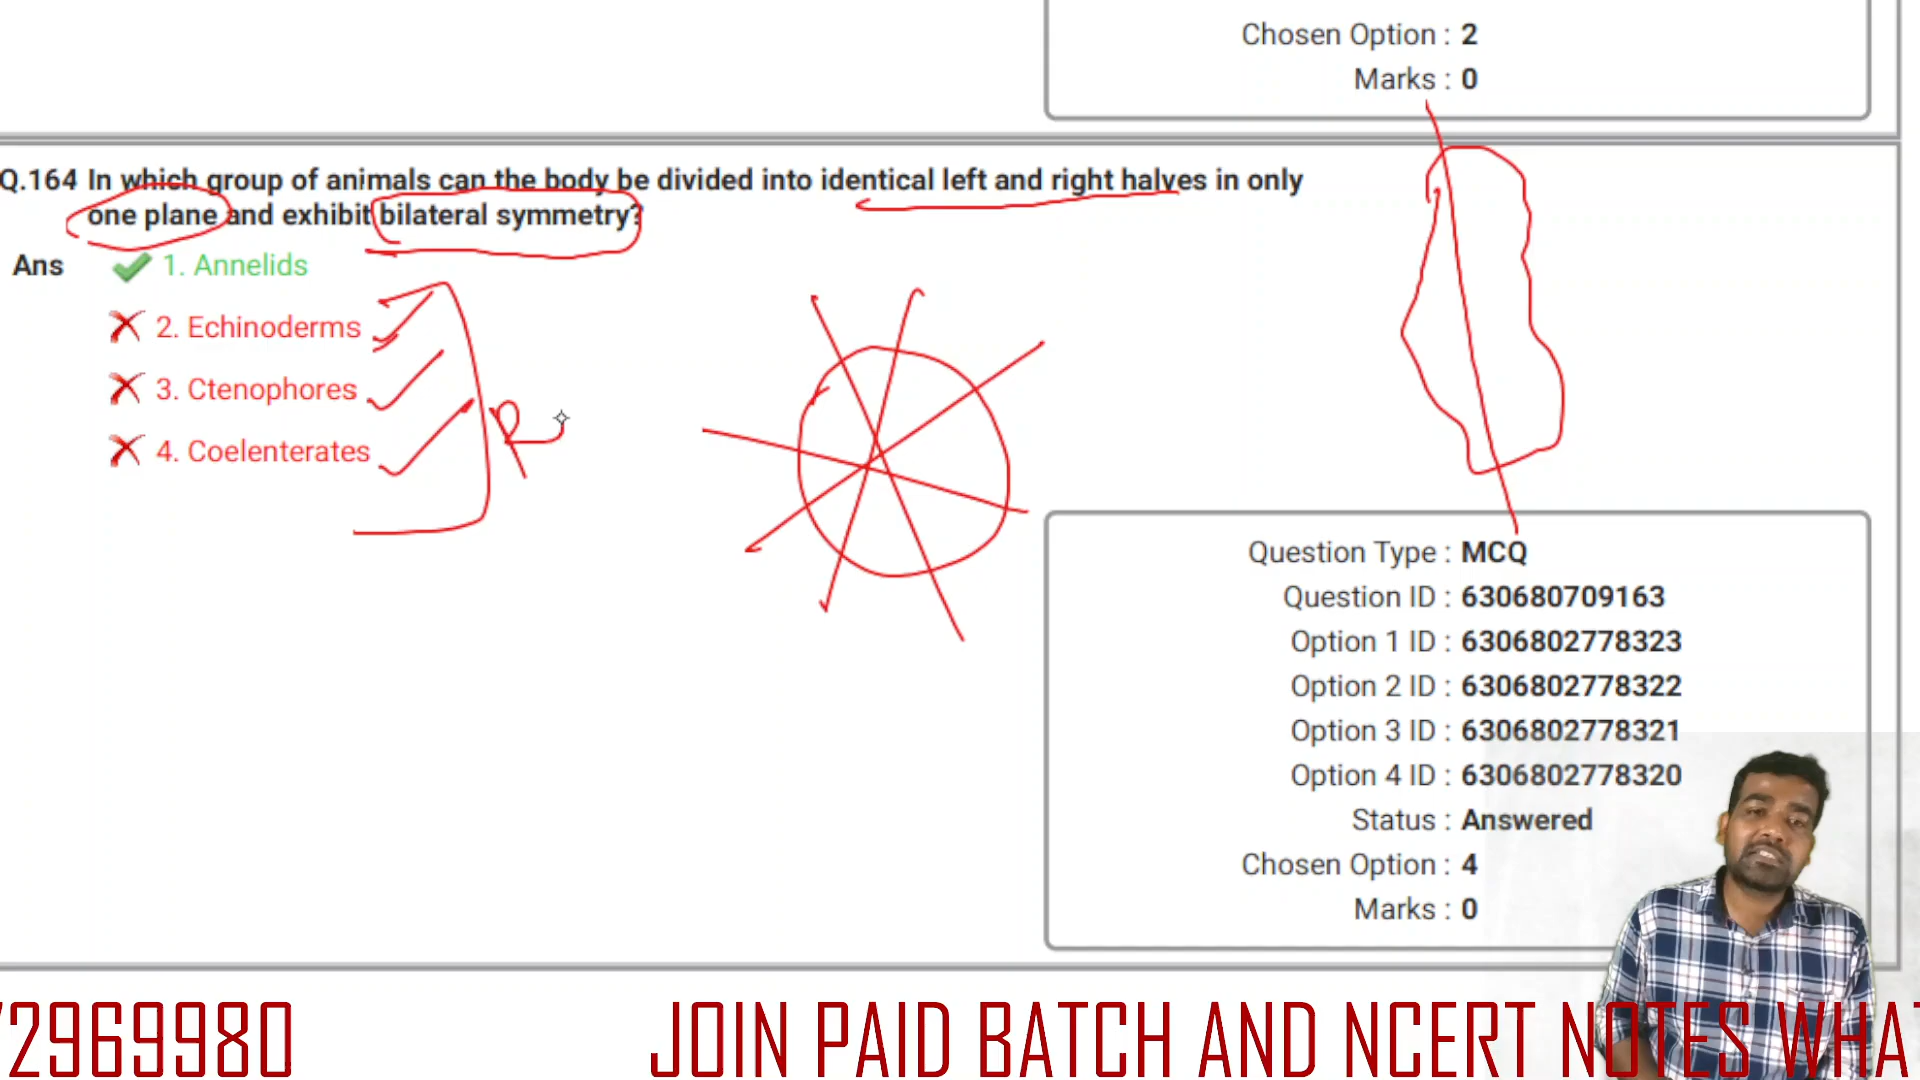 Chosen Option : 2
Marks : 0
Q.164 In which group of animals can the body be divided into identical left and right halves in only
one plane and exhibit bilateral symmetry?
Ans 1. Annelids
2. Echinoderms
3. Ctenophores
4. Coelenterates
R
Question Type : MCQ
Question ID : 630680709163
Option 1 ID : 6306802778323
Option 2 ID : 6306802778322
Option 3 ID : 6306802778321
Option 4 ID : 6306802778320
Status : Answered
Chosen Option : 4
Marks : 0
2969980 JOIN PAID BATCH AND NCERT NOTES WHA